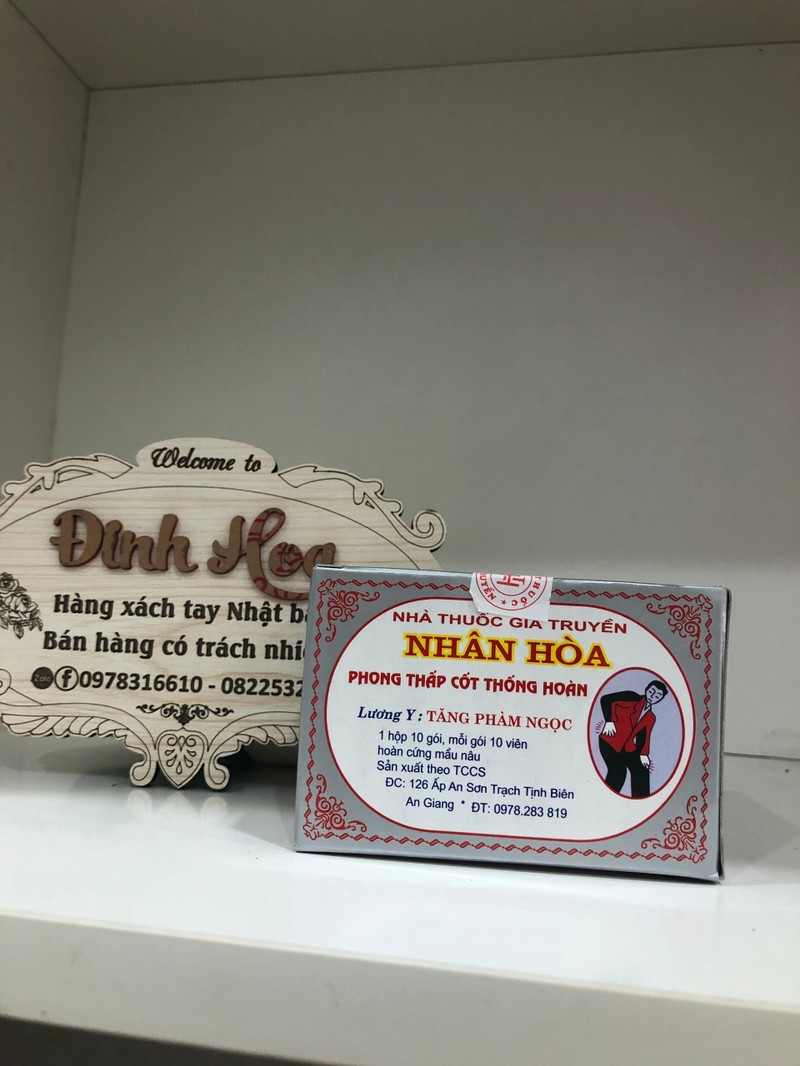 Welcome to
Đinh Hoa
Hàng xách tay Nhật
Bán hàng có trách
Zalo f 0978316610 - 0822532
NHÀ THUỐC GIA TRUYỀN
NHÂN HÒA
PHONG THẤP CỐT THỐNG HOÀN
Lương Y : TĂNG PHÀM NGỌC
1 hộp 10 gói, mỗi gói 10 viên
hoàn cứng mầu nâu
Sản xuất theo TCCS
ĐC: 126 Ấp An Sơn Trạch Tịnh Biên
An Giang * ĐT: 0978.283 819